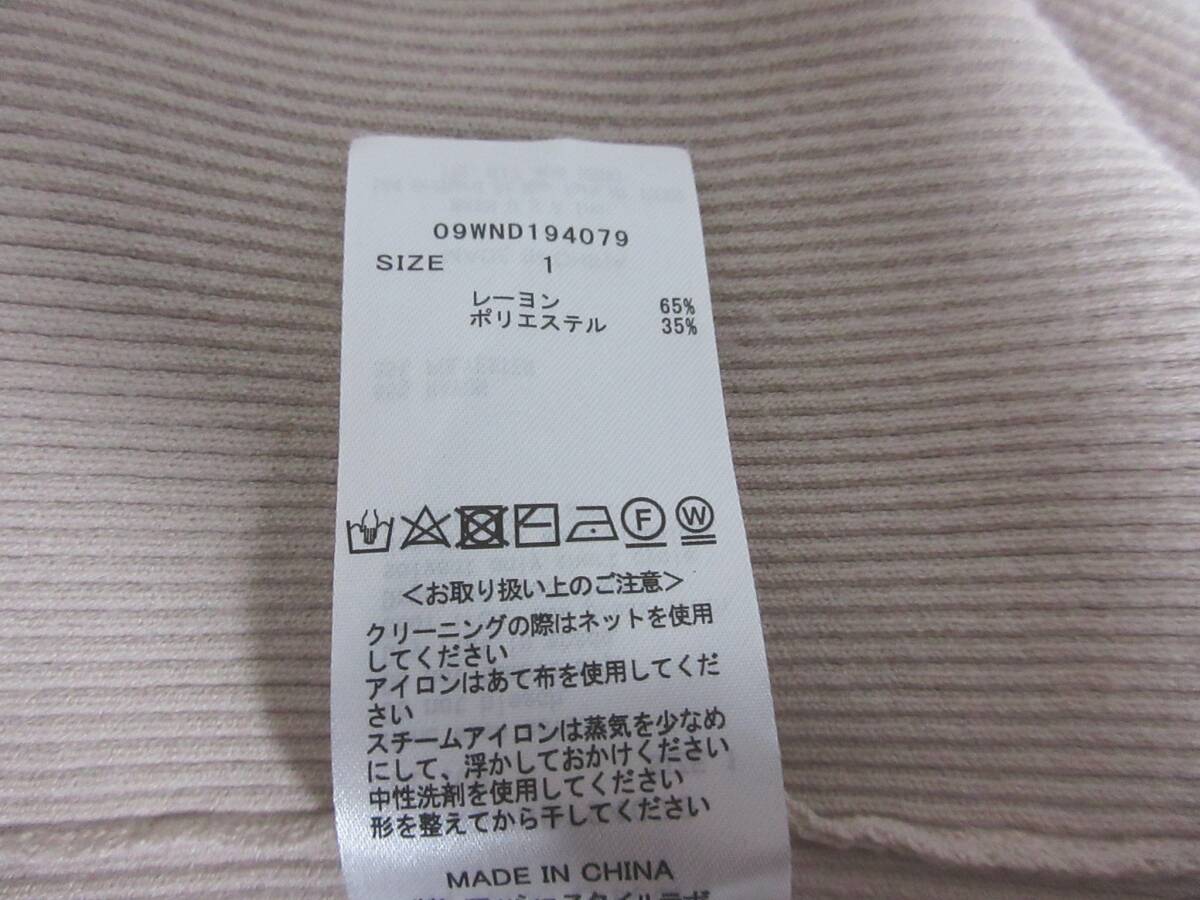 09WND194079
SIZE 1
レーヨン 65%
ポリエステル 35%
F W
<お取り扱い上のご注意>
クリーニングの際はネットを使用
してください
アイロンはあて布を使用してくだ
さい
スチームアイロンは蒸気を少なめ
にして、浮かしておかけください
中性洗剤を使用してください
形を整えてから干してください
MADE IN CHINA